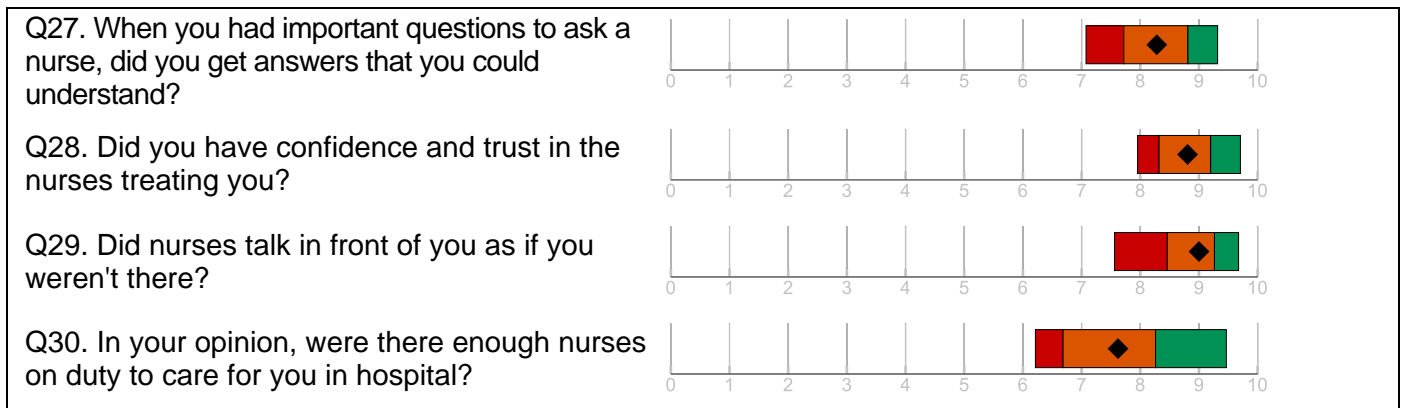 Q27. When you had important questions to ask a
nurse, did you get answers that you could
understand?
0 1 2 3 4 5 6 7 8 9 10
Q28. Did you have confidence and trust in the
nurses treating you?
0 1 2 3 4 5 6 7 8 9 10
Q29. Did nurses talk in front of you as if you
weren't there?
0 1 2 3 4 5 6 7 8 9 10
Q30. In your opinion, were there enough nurses
on duty to care for you in hospital?
0 1 2 3 4 5 6 7 8 9 10